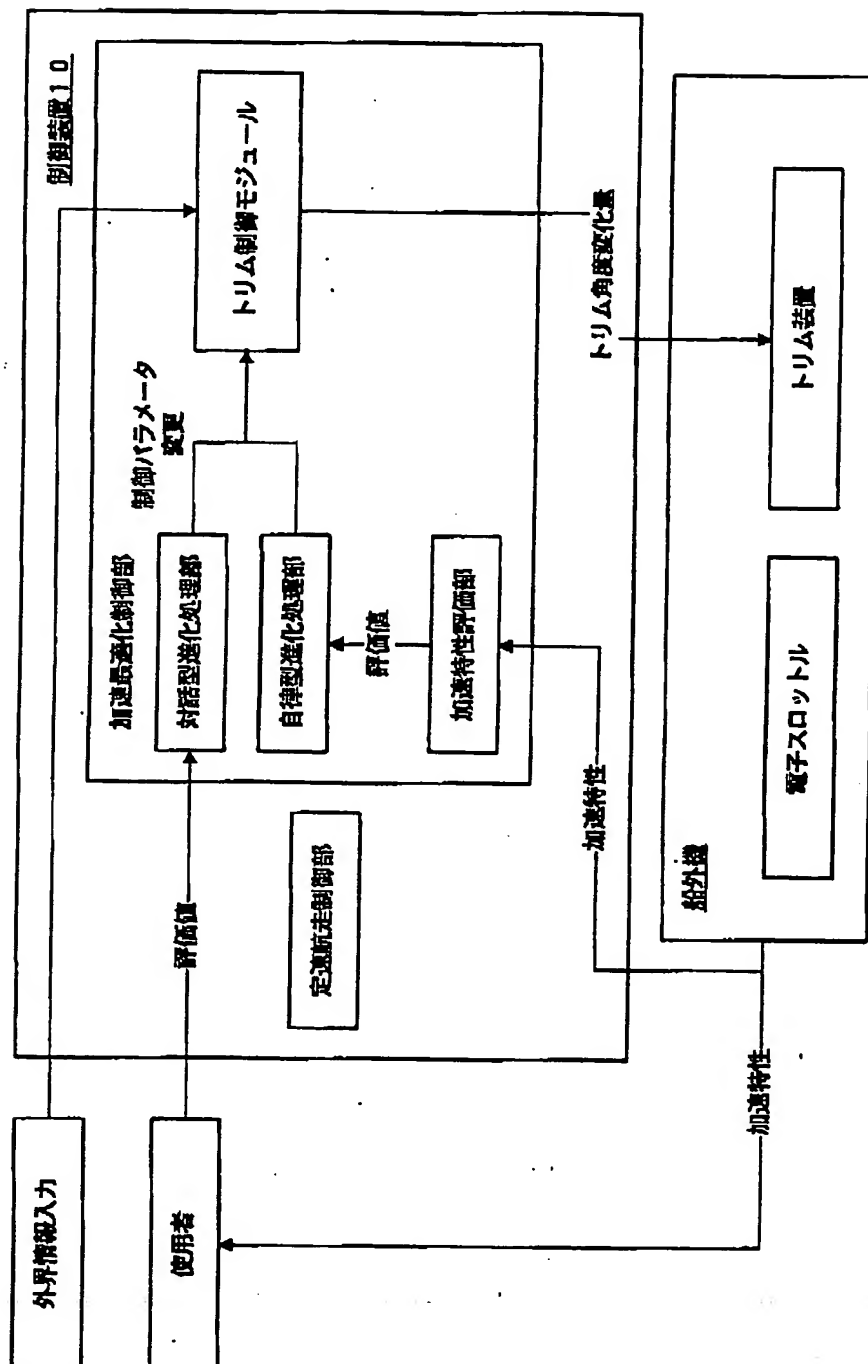 外界情報入力
使用者
評価値
制御装置10
加速最適化制御部
対話型進化処理部
自律型進化処理部
加速特性評価部
評価値
制御パラメータ
変更
トリム制御モジュール
定速航走制御部
加速特性
トリム角度変化量
船外機
電子スロットル
トリム装置
加速特性